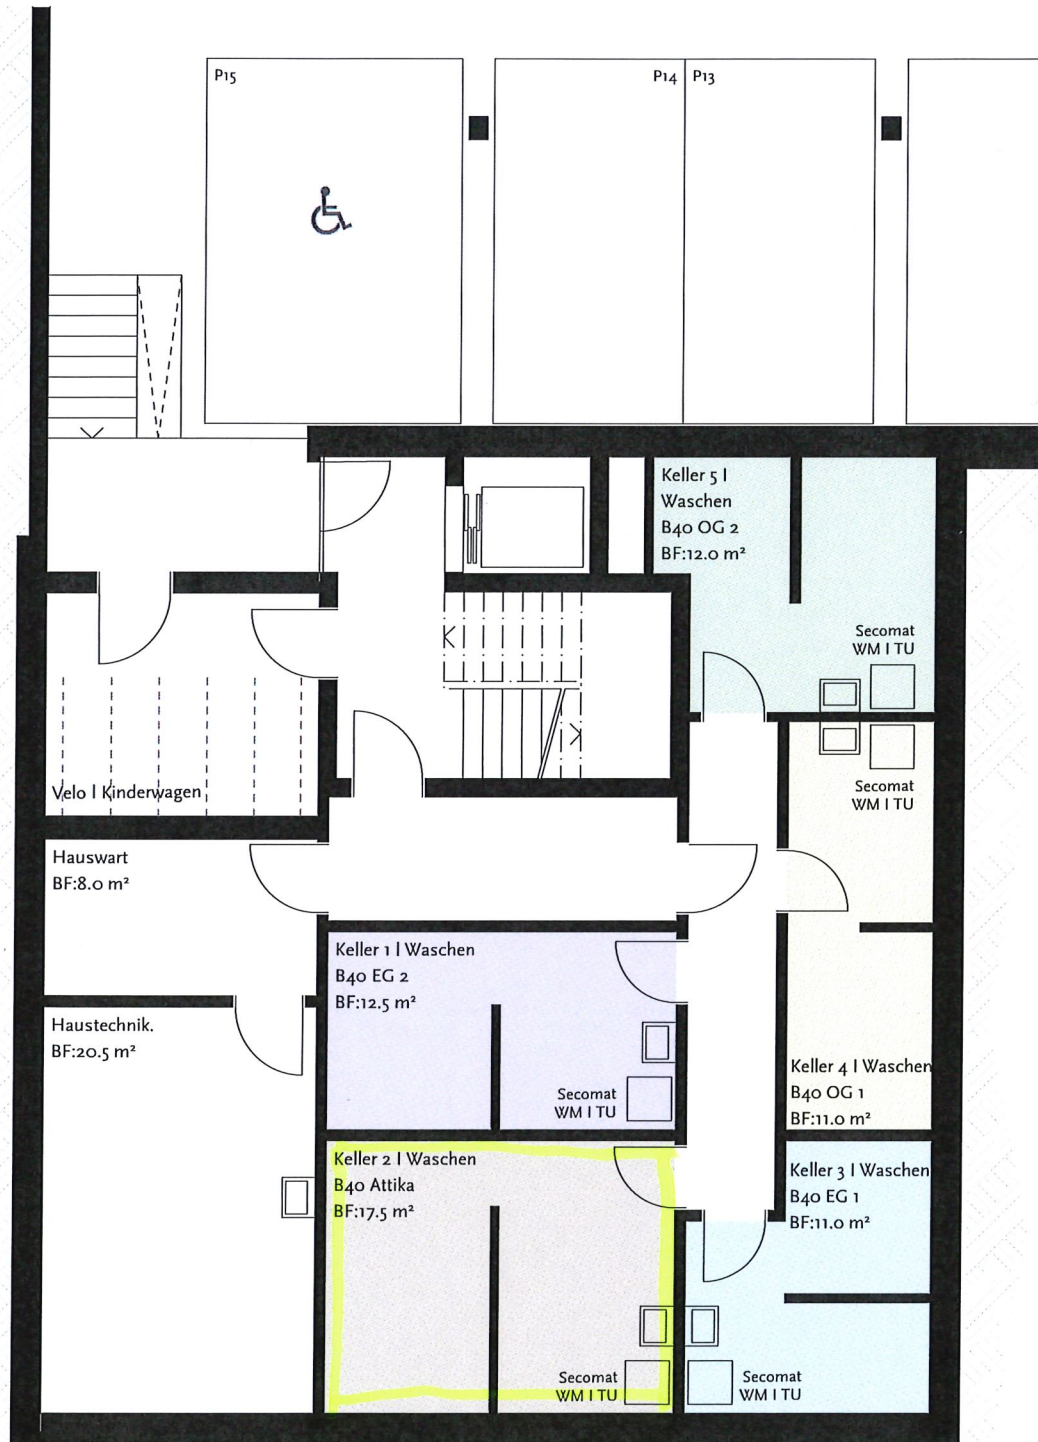 P15
P14
P13
Keller 5 I
Waschen
B40 OG 2
BF:12.0 m²
Secomat
WM I TU
Secomat
WM I TU
Velo I Kinderwagen
Hauswart
BF:8.0 m²
Keller 1 I Waschen
B40 EG 2
BF:12.5 m²
Secomat
WM I TU
Haustechnik.
BF:20.5 m²
Keller 4 I Waschen
B40 OG 1
BF:11.0 m²
Keller 2 I Waschen
B40 Attika
BF:17.5 m²
Secomat
WM I TU
Keller 3 I Waschen
B40 EG 1
BF:11.0 m²
Secomat
WM I TU